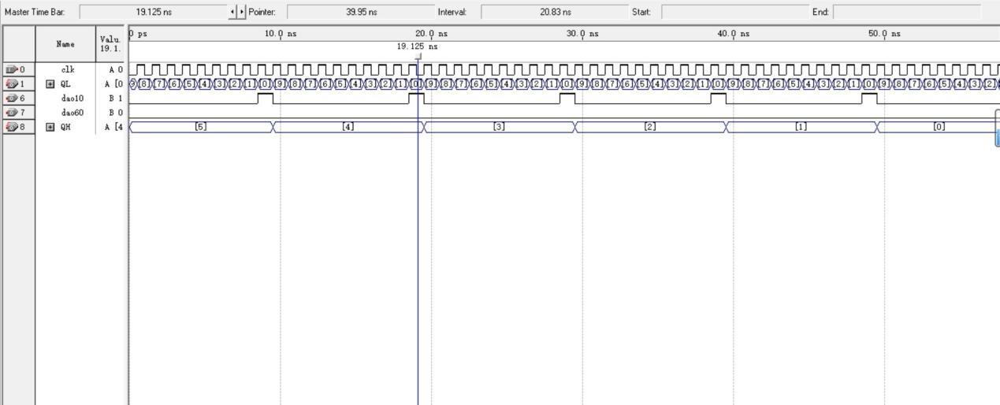 Master Time Bar: 19.125 ns Pointer: 39.95 ns Interval: 20.83 ns Start: End:
Name Valu. 19.1. 0 ps 10.0 ns 20.0 ns 30.0 ns 40.0 ns 50.0 ns
19.125 ns
0 clk A 0
1 QL A [0 9 [8] [7] [6] [5] [4] [3] [2] [1] [0] [9] [8] [7] [6] [5] [4] [3] [2] [1] [0] [9] [8] [7] [6] [5] [4] [3] [2] [1] [0] [9] [8] [7] [6] [5] [4] [3] [2] [1] [0] [9] [8] [7] [6] [5] [4] [3] [2] [1] [0] [9] [8] [7] [6] [5] [4] [3] [2]
6 dao10 B 1
7 dao60 B 0
8 QH A [4 [5] [4] [3] [2] [1] [0]